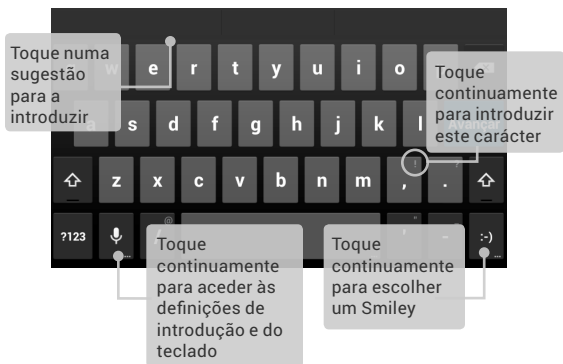 Toque numa
sugestão
para a
introduzir
w e r t y u i o
Toque
continuamente
para introduzir
este carácter
a s d f g h j k l Avançar
! ?
z x c v b n m , .
?123 / @ ' " - :-)
...
...
Toque
continuamente
para aceder às
definições de
introdução e do
teclado
Toque
continuamente
para escolher
um Smiley